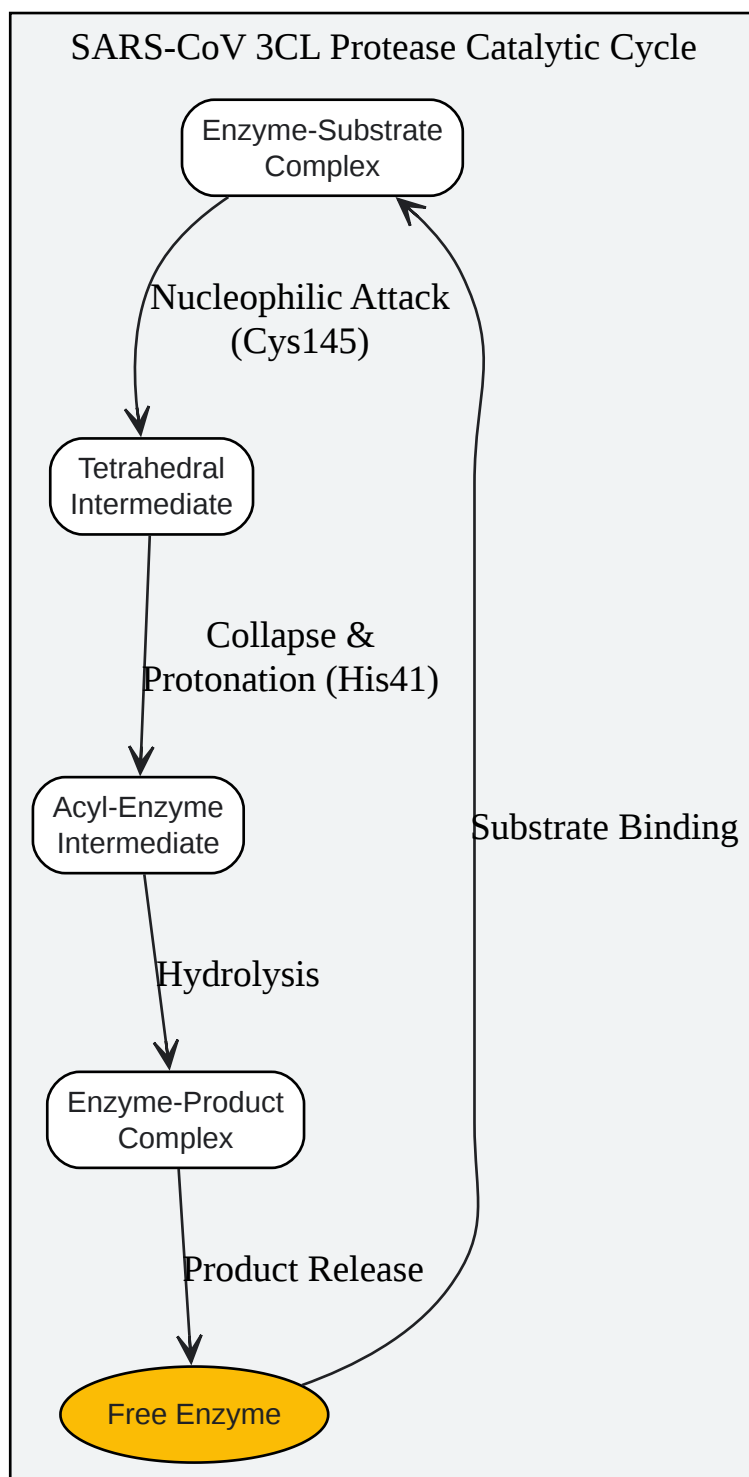 SARS-CoV 3CL Protease Catalytic Cycle
Enzyme-Substrate
Complex
Nucleophilic Attack
(Cys145)
Tetrahedral
Intermediate
Collapse &
Protonation (His41)
Acyl-Enzyme
Intermediate
Substrate Binding
Hydrolysis
Enzyme-Product
Complex
Product Release
Free Enzyme